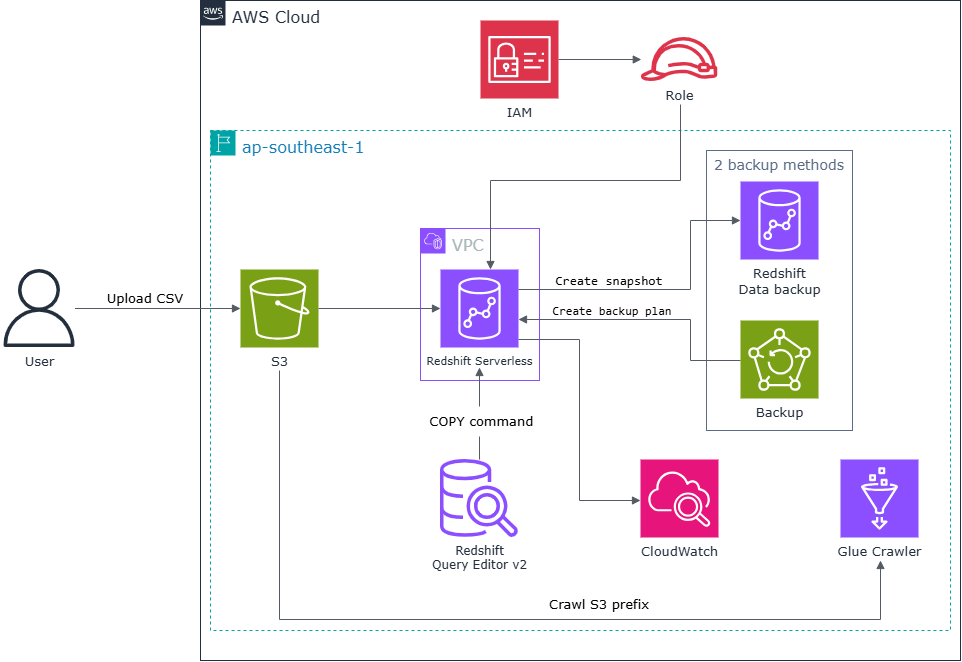 aws
AWS Cloud
IAM
Role
ap-southeast-1
2 backup methods
Redshift
Data backup
VPC
Create snapshot
Upload CSV
Create backup plan
User
S3
Redshift Serverless
Backup
COPY command
Redshift
Query Editor v2
CloudWatch
Glue Crawler
Crawl S3 prefix